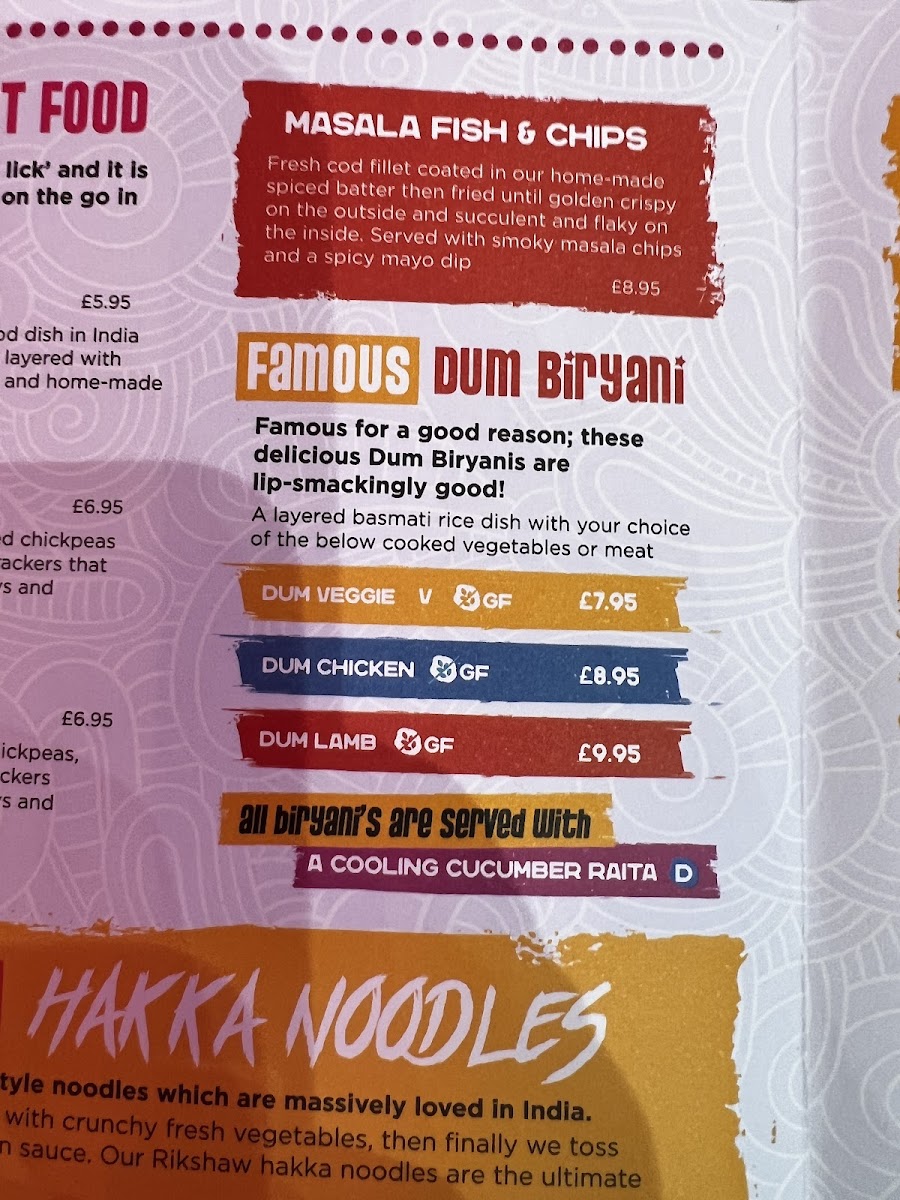 T FOOD
lick' and it is
on the go in
£5.95
od dish in India
layered with
and home-made
£6.95
ed chickpeas
ackers that
s and
£6.95
ickpeas,
ckers
s and
MASALA FISH & CHIPS
Fresh cod fillet coated in our home-made
spiced batter then fried until golden crispy
on the outside and succulent and flaky on
the inside. Served with smoky masala chips
and a spicy mayo dip
£8.95
Famous Dum Biryani
Famous for a good reason; these
delicious Dum Biryanis are
lip-smackingly good!
A layered basmati rice dish with your choice
of the below cooked vegetables or meat
DUM VEGGIE V GF £7.95
DUM CHICKEN GF £8.95
DUM LAMB GF £9.95
all biryani's are served with
A COOLING CUCUMBER RAITA D
HAKKA NOODLES
tyle noodles which are massively loved in India.
with crunchy fresh vegetables, then finally we toss
n sauce. Our Rikshaw hakka noodles are the ultimate